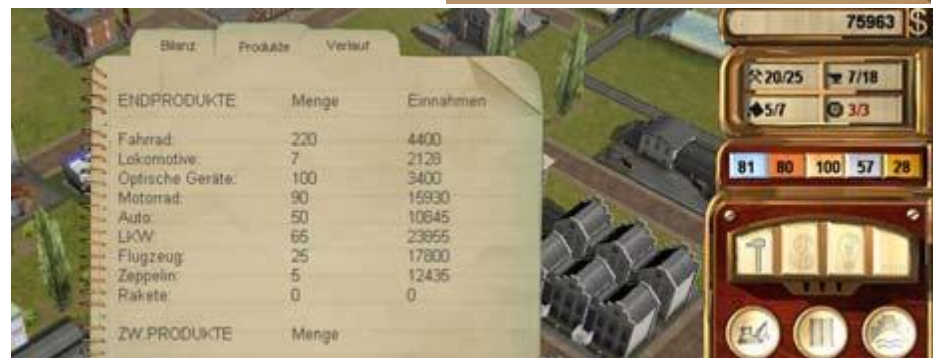 Bilanz Produkte Verlauf
ENDPRODUKTE Menge Einnahmen
Fahrrad: 220 4400
Lokomotive: 7 2128
Optische Geräte: 100 3400
Motorrad: 90 15930
Auto: 50 10845
LKW: 65 23855
Flugzeug: 25 17800
Zeppelin: 5 12435
Rakete: 0 0
ZW.PRODUKTE Menge
75963 $
20/25 7/18
5/7 3/3
81 80 100 57 28